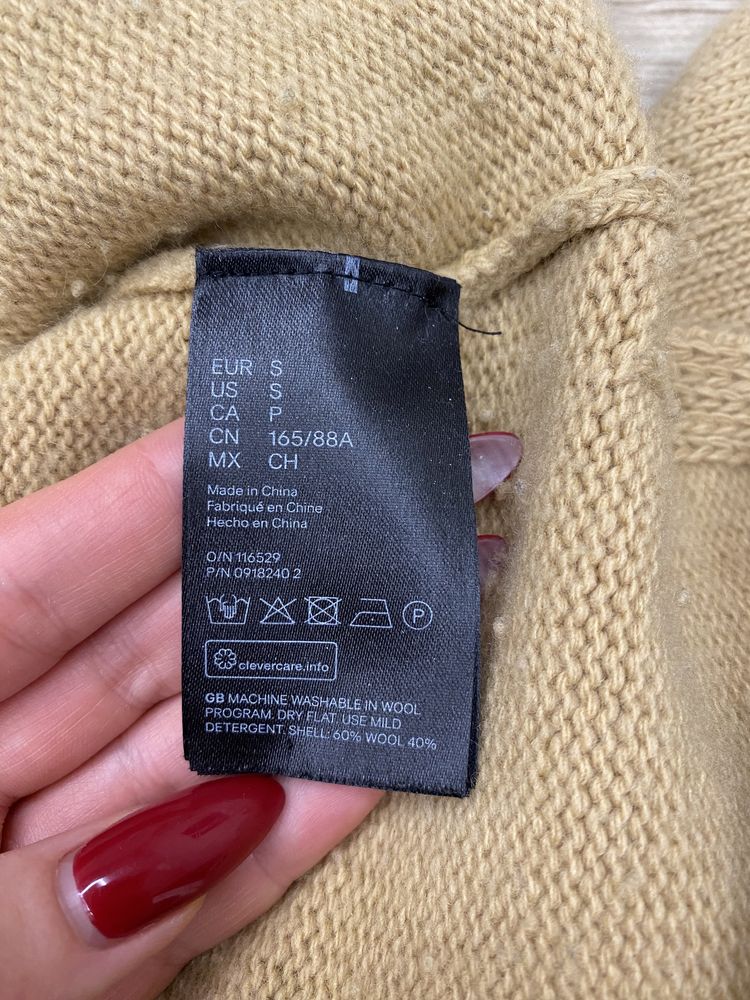 EUR S
US S
CA P
CN 165/88A
MX CH
Made in China
Fabriqué en Chine
Hecho en China
O/N 116529
P/N 0918240 2
P
clevercare.info
GB MACHINE WASHABLE IN WOOL
PROGRAM. DRY FLAT. USE MILD
DETERGENT. SHELL: 60% WOOL 40%